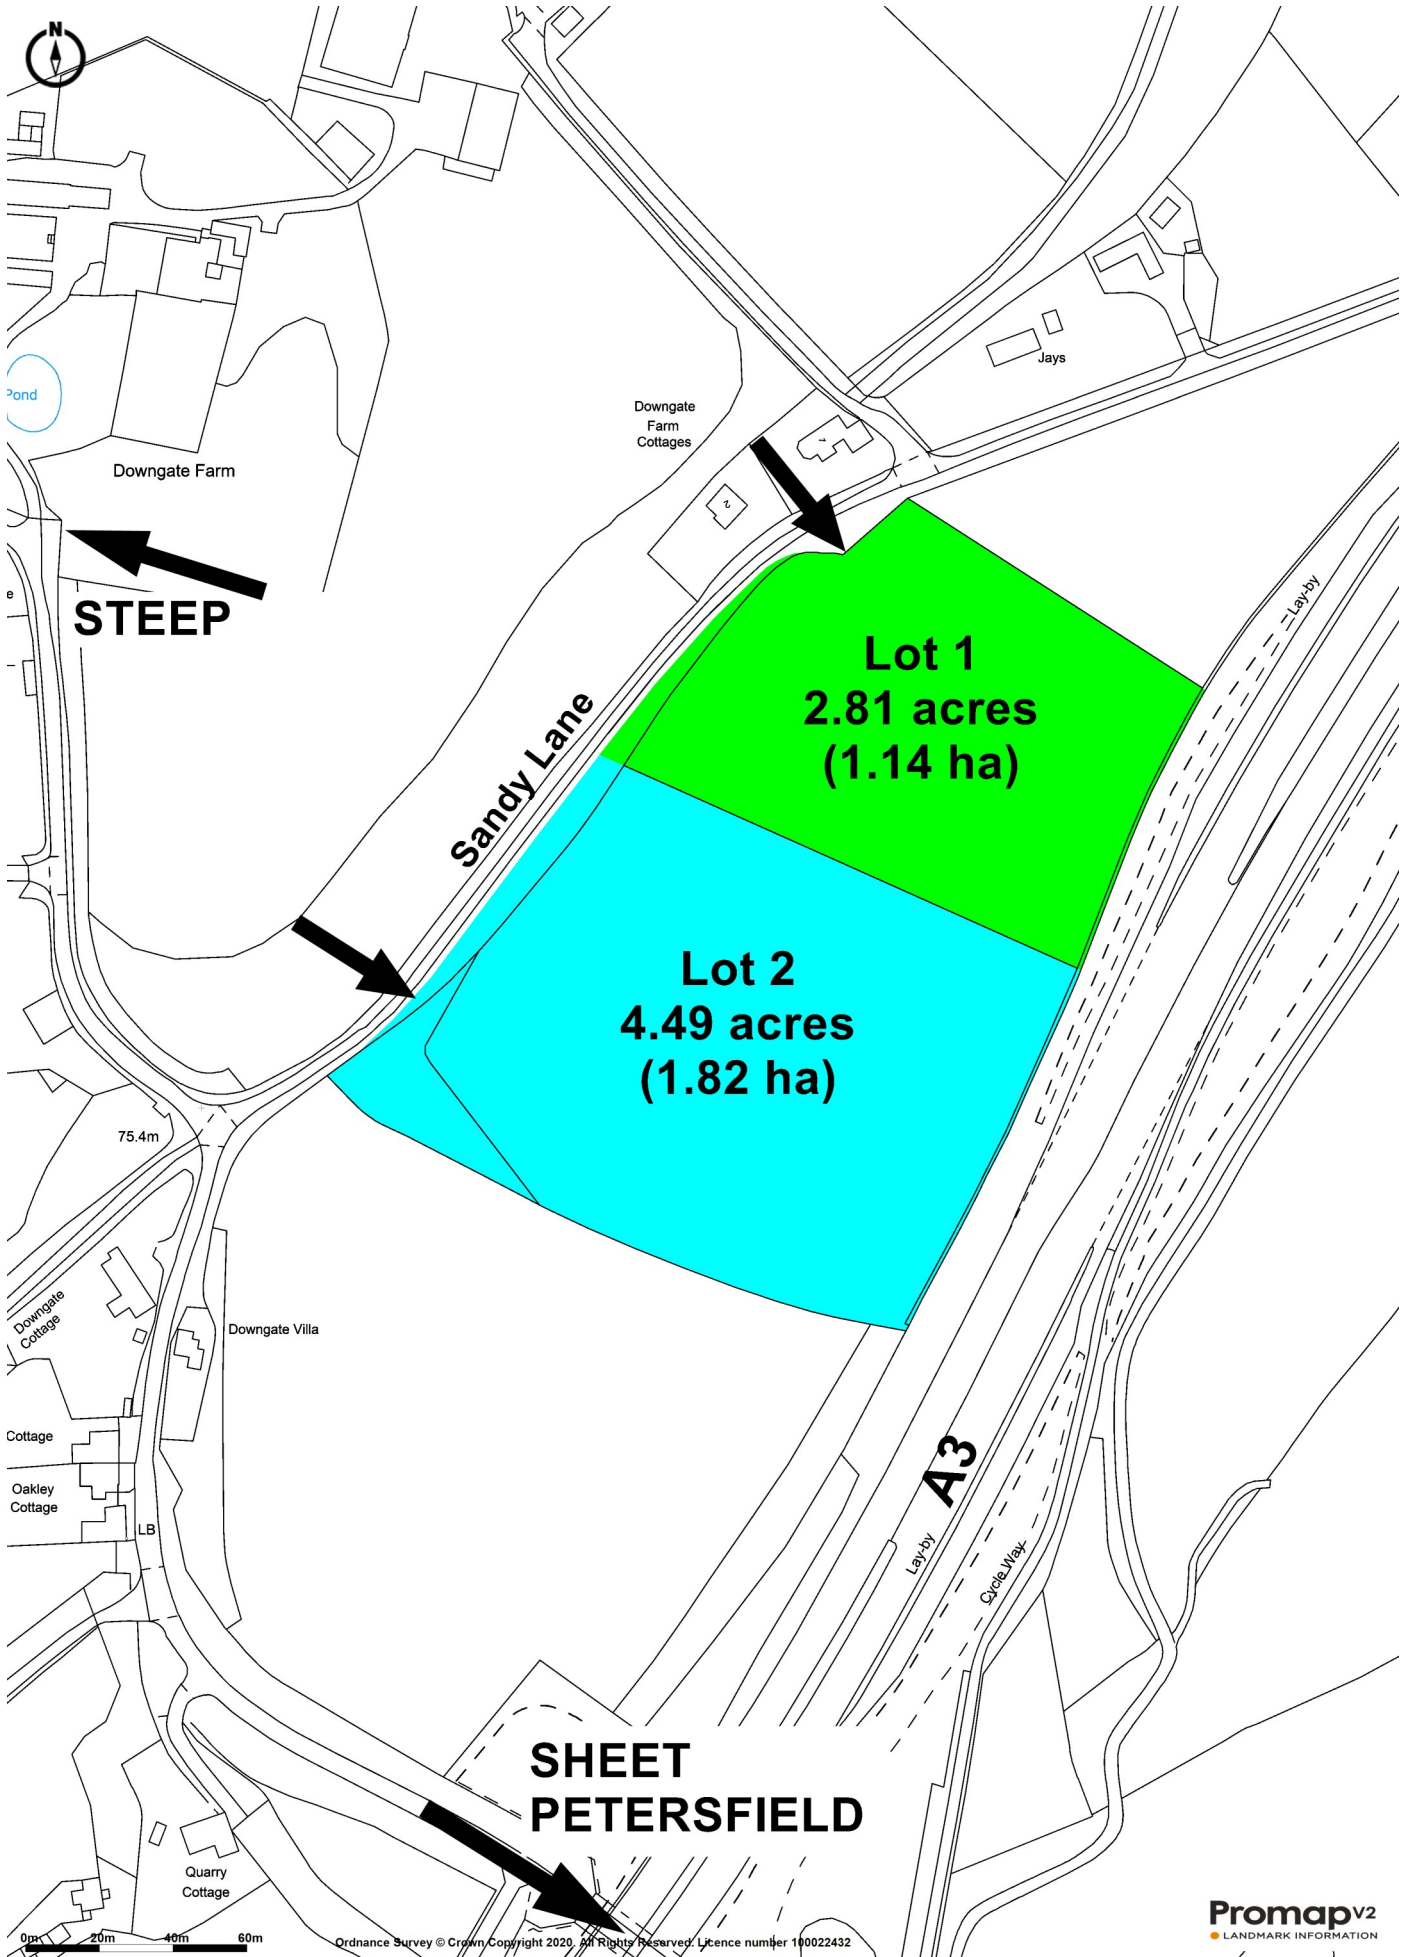 N
Pond
Downgate Farm
Downgate
Farm
Cottages
1
2
Jays
Lay-by
STEEP
Lot 1
2.81 acres
(1.14 ha)
Sandy Lane
Lot 2
4.49 acres
(1.82 ha)
75.4m
Downgate
Cottage
Downgate Villa
Cottage
Oakley
Cottage
LB
A3
Lay-by
Cycle Way
SHEET
PETERSFIELD
Quarry
Cottage
0m 20m 40m 60m
Ordnance Survey © Crown Copyright 2020. All Rights Reserved. Licence number 100022432
Promap V2
LANDMARK INFORMATION